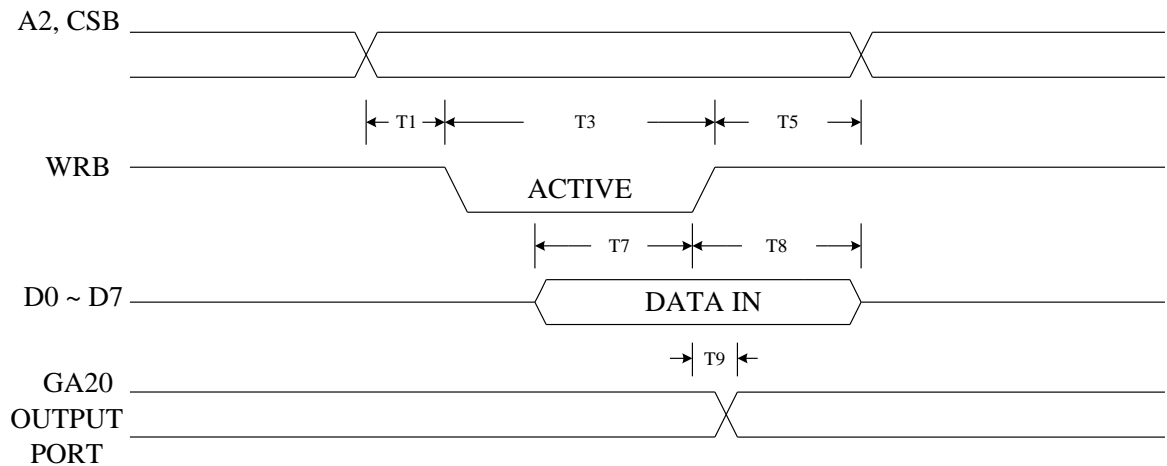 A2, CSB
T1
T3
T5
WRB
ACTIVE
T7
T8
D0 ~ D7
DATA IN
T9
GA20
OUTPUT
PORT